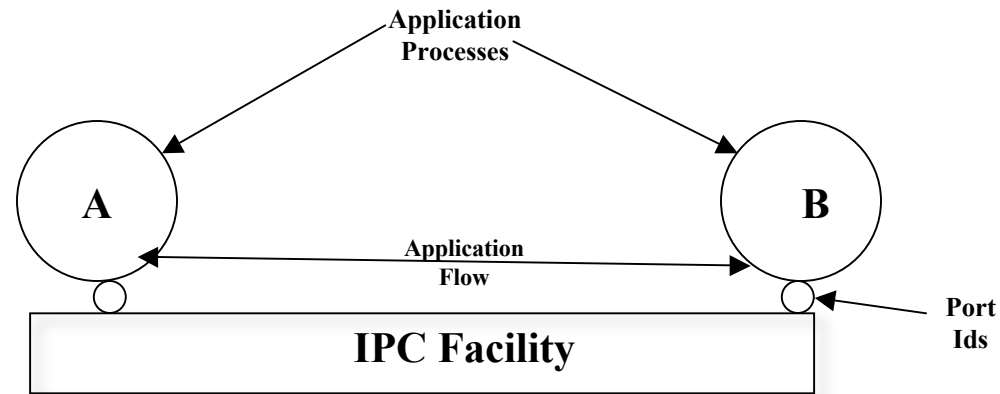 Application
Processes
A
B
Application
Flow
Port
Ids
IPC Facility